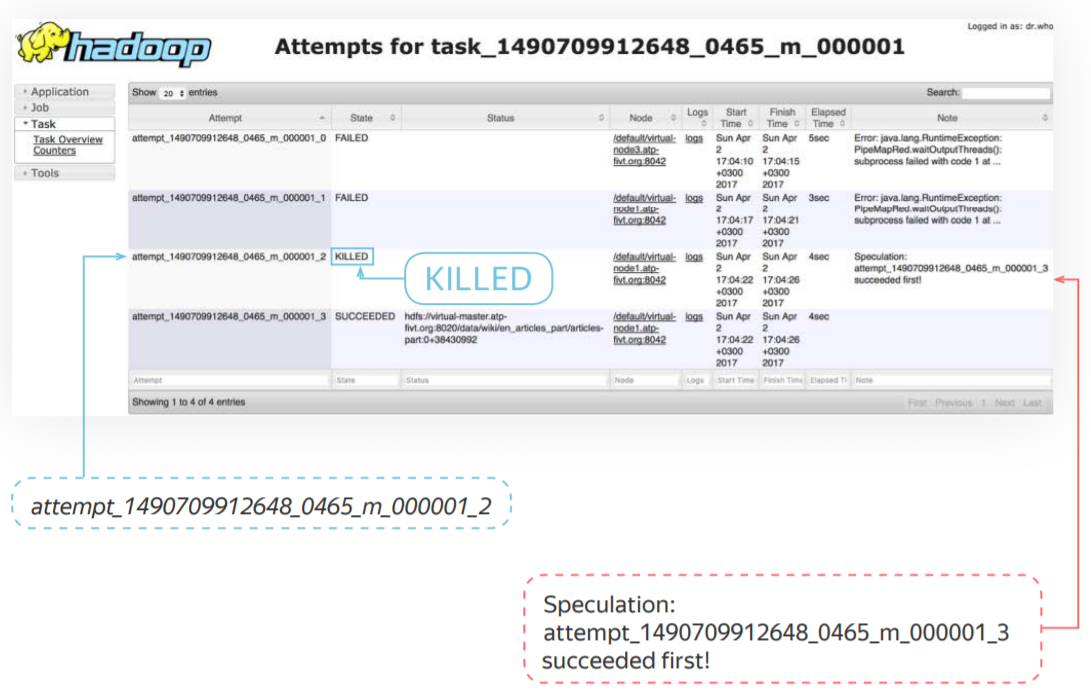 Logged in as: dr.who
hadoop
Attempts for task_1490709912648_0465_m_000001
Application
Job
Task
Task Overview
Counters
Tools
Show 20 entries
Search:
Attempt State Status Node Logs Start Time Finish Time Elapsed Time Note
attempt_1490709912648_0465_m_000001_0 FAILED /default/virtual-node3.atp-fivt.org:8042 logs Sun Apr 2 17:04:10 +0300 2017 Sun Apr 2 17:04:15 +0300 2017 5sec Error: java.lang.RuntimeException: PipeMapRed.waitOutputThreads(): subprocess failed with code 1 at ...
attempt_1490709912648_0465_m_000001_1 FAILED /default/virtual-node1.atp-fivt.org:8042 logs Sun Apr 2 17:04:17 +0300 2017 Sun Apr 2 17:04:21 +0300 2017 3sec Error: java.lang.RuntimeException: PipeMapRed.waitOutputThreads(): subprocess failed with code 1 at ...
attempt_1490709912648_0465_m_000001_2 KILLED /default/virtual-node1.atp-fivt.org:8042 logs Sun Apr 2 17:04:22 +0300 2017 Sun Apr 2 17:04:26 +0300 2017 4sec Speculation: attempt_1490709912648_0465_m_000001_3 succeeded first!
KILLED
attempt_1490709912648_0465_m_000001_3 SUCCEEDED hdfs://virtual-master.atp-fivt.org:8020/data/wiki/en_articles_part/articles-part:0+38430992 /default/virtual-node1.atp-fivt.org:8042 logs Sun Apr 2 17:04:22 +0300 2017 Sun Apr 2 17:04:26 +0300 2017 4sec
Attempt State Status Node Logs Start Time Finish Time Elapsed Ti Note
Showing 1 to 4 of 4 entries
First Previous 1 Next Last
attempt_1490709912648_0465_m_000001_2
Speculation:
attempt_1490709912648_0465_m_000001_3
succeeded first!